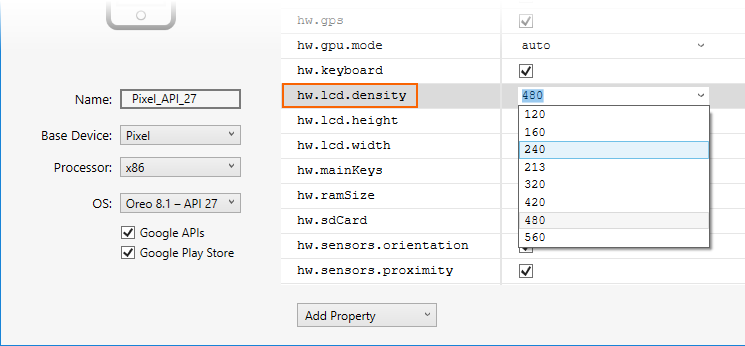 hw.gps
hw.gpu.mode auto
hw.keyboard
Name: Pixel_API_27
hw.lcd.density 480
120
hw.lcd.height
Base Device: Pixel
160
hw.lcd.width
240
Processor: x86
hw.mainKeys
213
320
hw.ramSize
OS: Oreo 8.1 – API 27
420
hw.sdCard
480
Google APIs
560
hw.sensors.orientation
Google Play Store
hw.sensors.proximity
Add Property